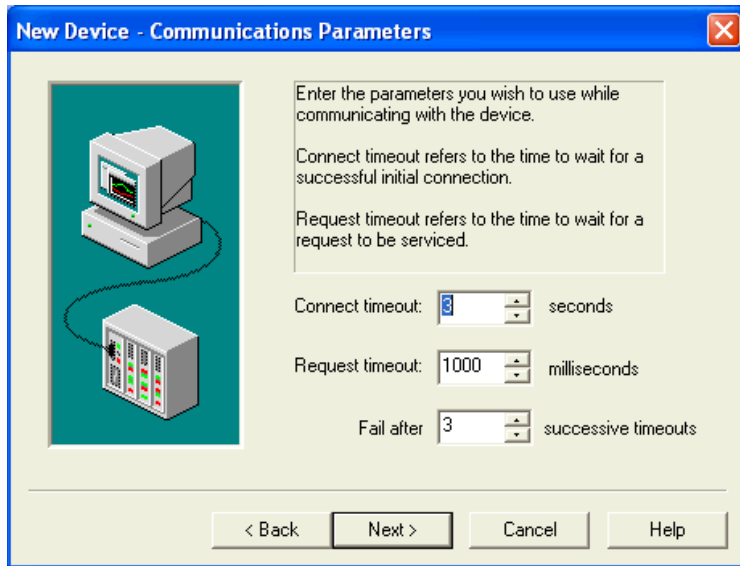 New Device - Communications Parameters
Enter the parameters you wish to use while
communicating with the device.
Connect timeout refers to the time to wait for a
successful initial connection.
Request timeout refers to the time to wait for a
request to be serviced.
Connect timeout: 3 seconds
Request timeout: 1000 milliseconds
Fail after 3 successive timeouts
< Back Next > Cancel Help